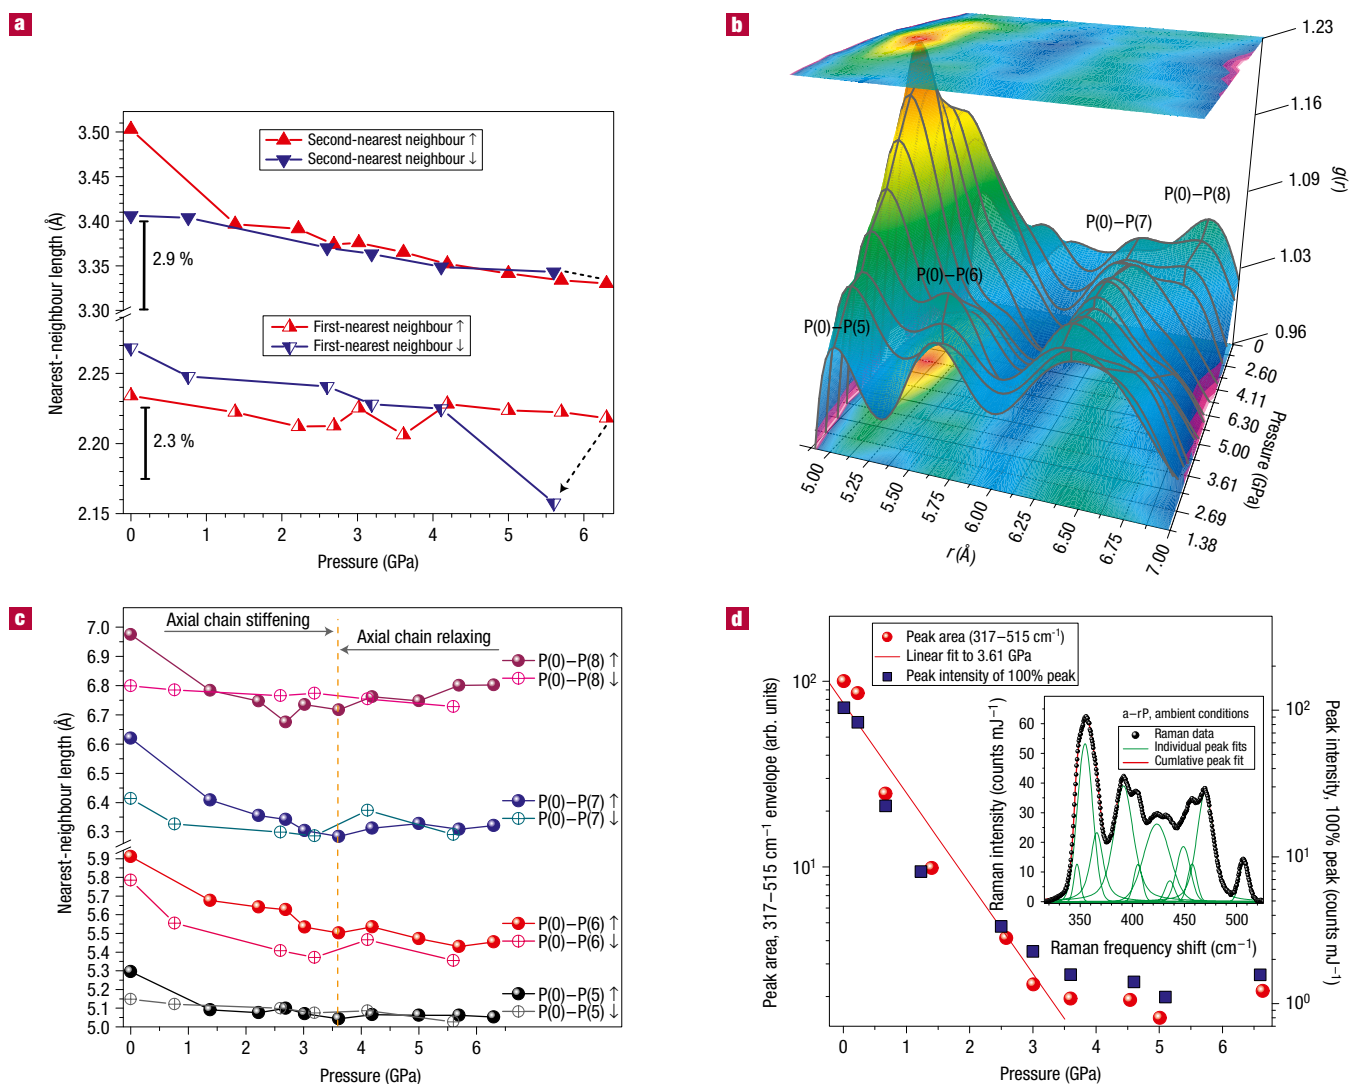 a
3.50
3.45
3.40
3.35
3.30
2.25
2.20
2.15
Nearest-neighbour length (Å)
Second-nearest neighbour ↑
Second-nearest neighbour ↓
2.9 %
First-nearest neighbour ↑
First-nearest neighbour ↓
2.3 %
0 1 2 3 4 5 6
Pressure (GPa)
b
1.23
1.16
1.09
1.03
0.96
g(r)
P(0)–P(8)
P(0)–P(7)
P(0)–P(6)
P(0)–P(5)
0
2.60
4.11
6.30
5.00
3.61
2.69
1.38
Pressure (GPa)
5.00 5.25 5.50 5.75 6.00 6.25 6.50 6.75 7.00
r (Å)
c
7.0
6.9
6.8
6.7
6.6
6.5
6.4
6.3
5.9
5.8
5.7
5.6
5.5
5.4
5.3
5.2
5.1
5.0
Nearest-neighbour length (Å)
Axial chain stiffening
Axial chain relaxing
P(0)–P(8) ↑
P(0)–P(8) ↓
P(0)–P(7) ↑
P(0)–P(7) ↓
P(0)–P(6) ↑
P(0)–P(6) ↓
P(0)–P(5) ↑
P(0)–P(5) ↓
0 1 2 3 4 5 6
Pressure (GPa)
d
Peak area (317–515 cm−1)
Linear fit to 3.61 GPa
Peak intensity of 100% peak
10²
10¹
Peak area, 317–515 cm−1 envelope (arb. units)
a–rP, ambient conditions
Raman data
Individual peak fits
Cumlative peak fit
60
50
40
30
20
10
0
Raman intensity (counts mJ−1)
350 400 450 500
Raman frequency shift (cm−1)
10²
10¹
10⁰
Peak intensity, 100% peak (counts mJ−1)
0 1 2 3 4 5 6
Pressure (GPa)